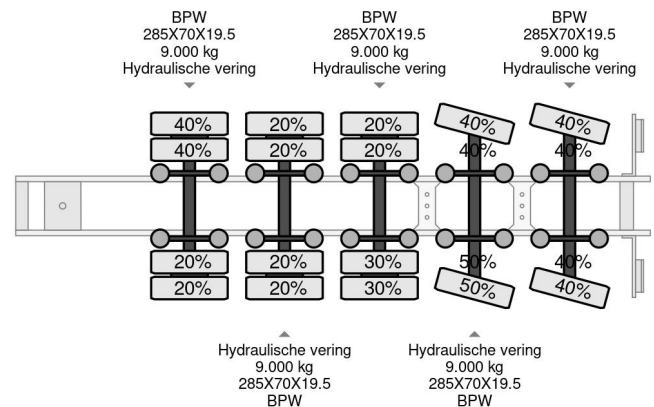 BPW
285X70X19.5
9.000 kg
Hydraulische vering
BPW
285X70X19.5
9.000 kg
Hydraulische vering
BPW
285X70X19.5
9.000 kg
Hydraulische vering
40% 20% 20% 40% 40%
40% 20% 20% 40% 40%
20% 20% 30% 50% 40%
20% 20% 30% 50% 40%
Hydraulische vering
9.000 kg
285X70X19.5
BPW
Hydraulische vering
9.000 kg
285X70X19.5
BPW